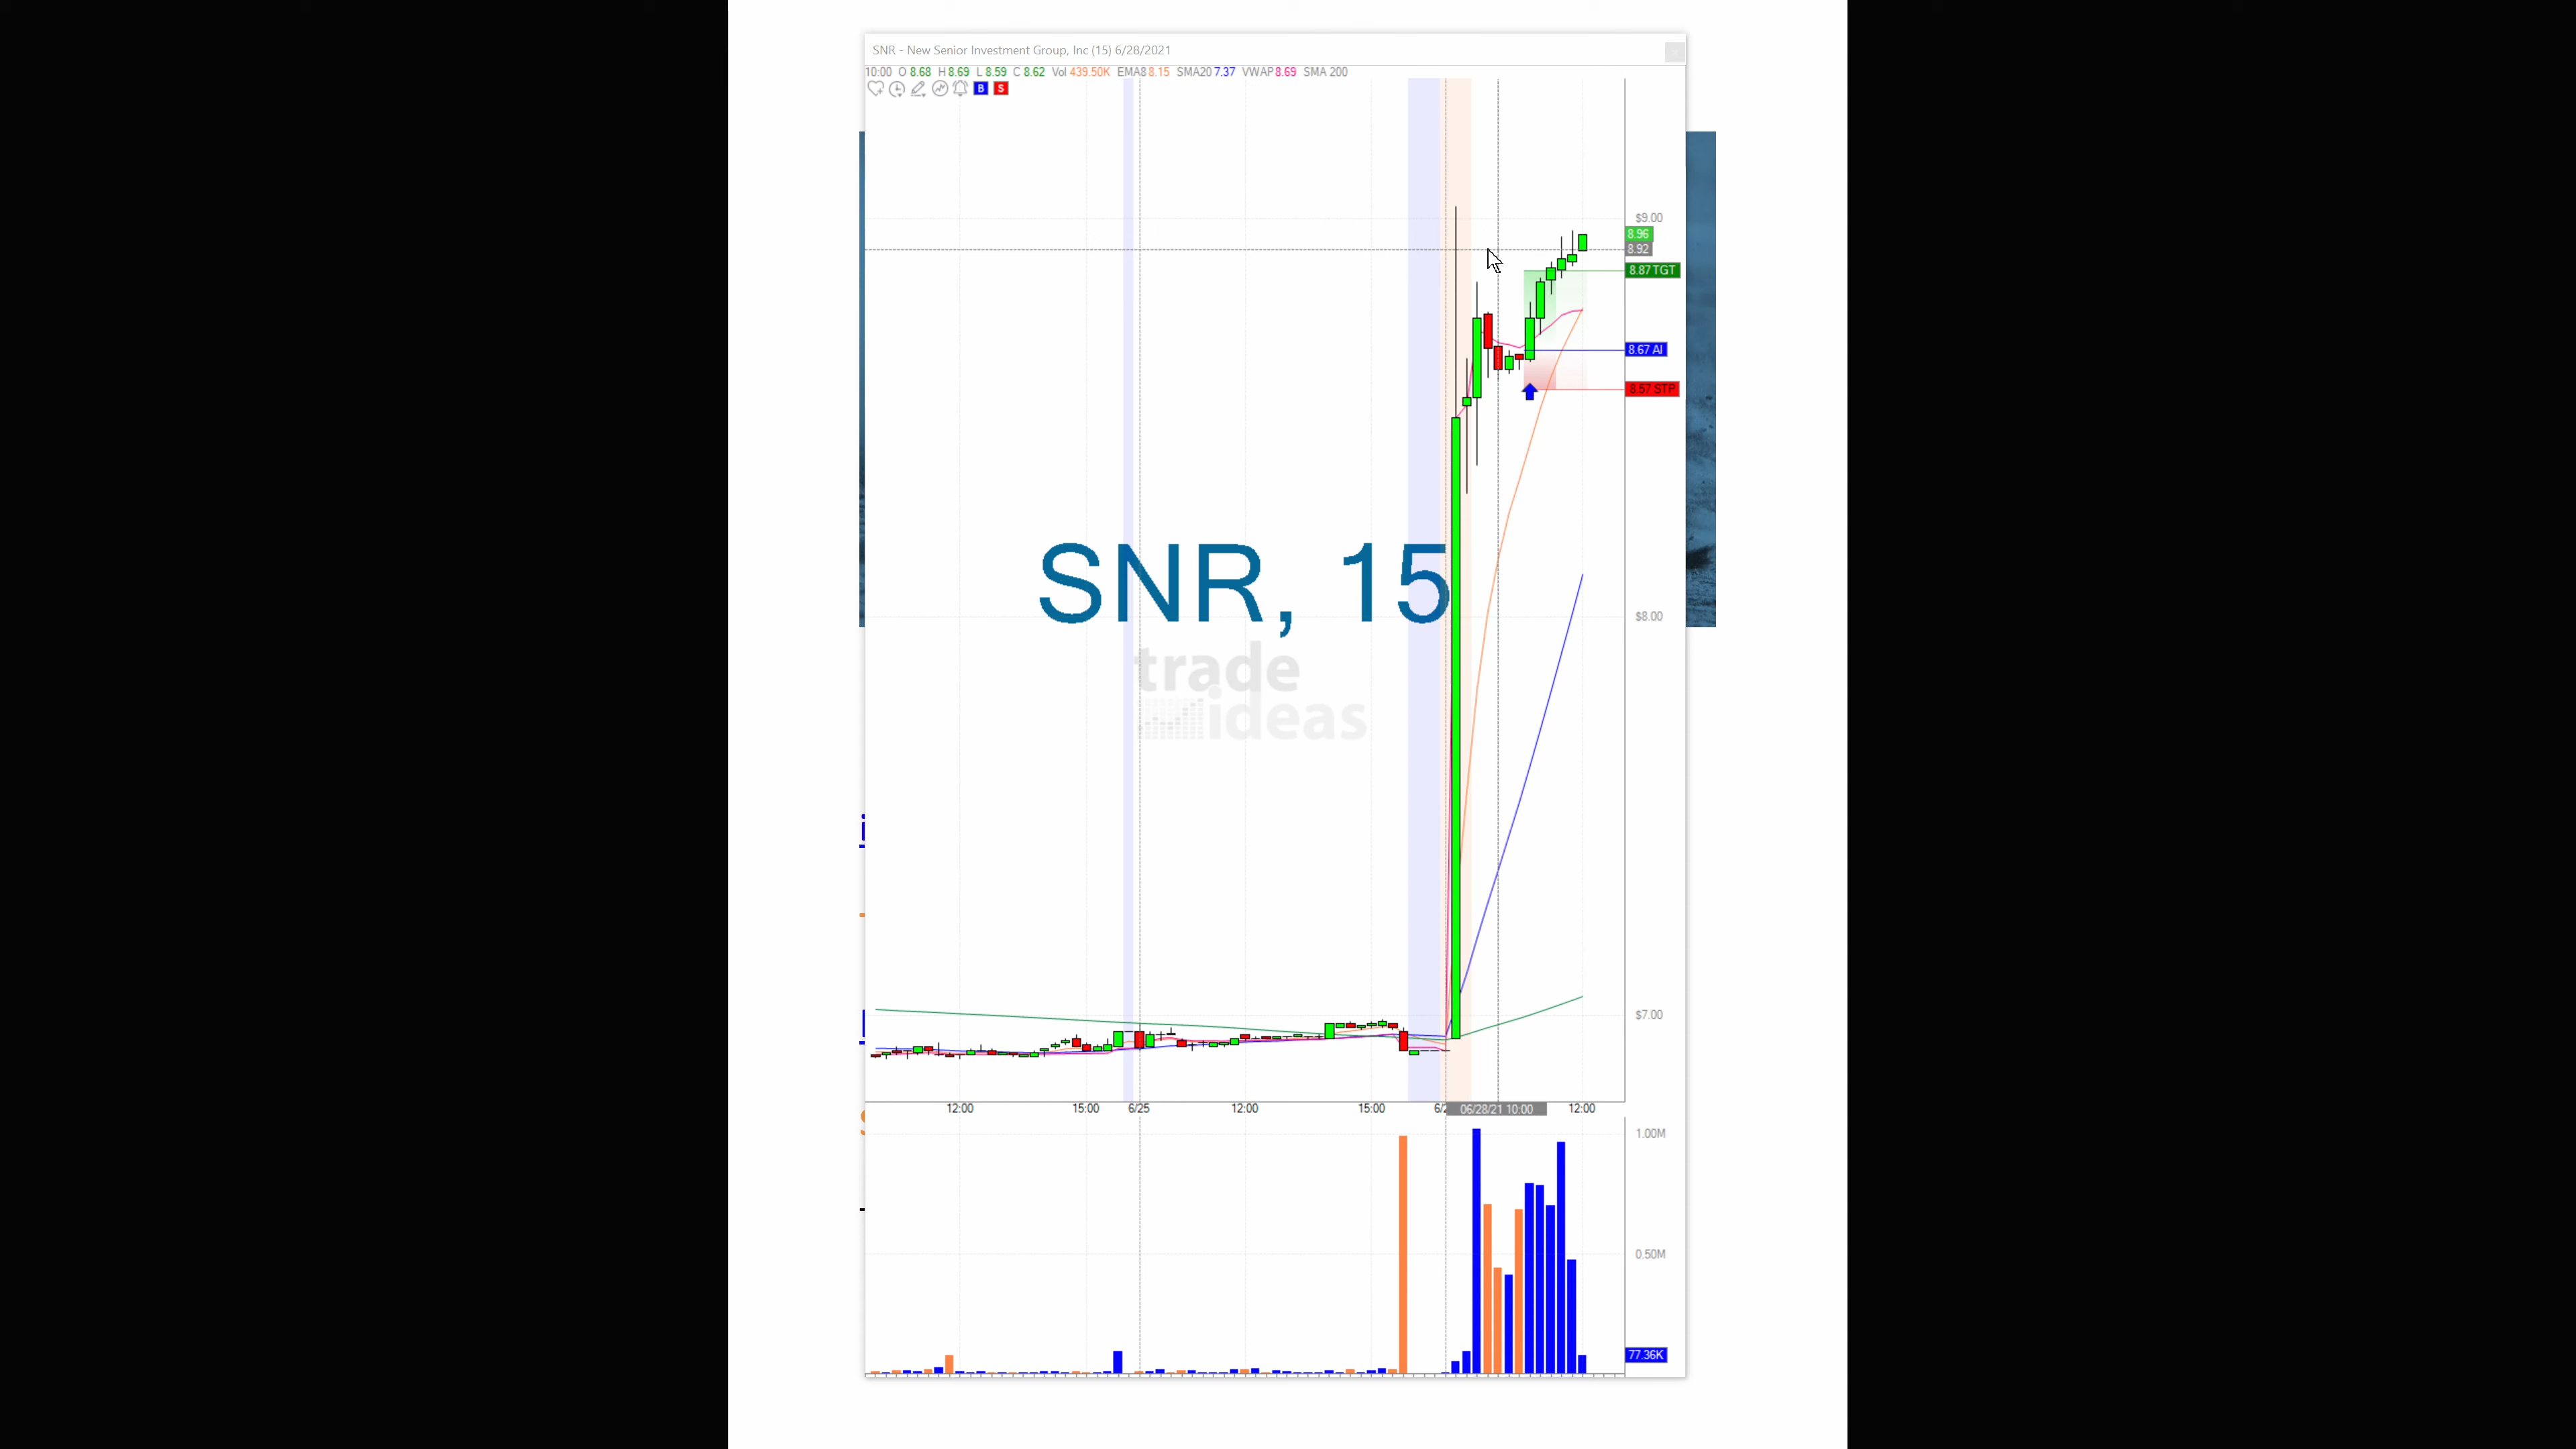 SNR - New Senior Investment Group, Inc (15) 6/28/2021
10:00 O 8.68 H 8.69 L 8.59 C 8.62 Vol 439.50K EMA8 8.15 SMA20 7.37 VWAP 8.69 SMA 200
B S
$9.00
8.96
8.92
8.87 TGT
8.67 AI
8.57 STP
SNR, 15
$8.00
trade
ideas
$7.00
12:00 15:00 6/25 12:00 15:00 06/28/21 10:00 12:00
1.00M
0.50M
77.36K